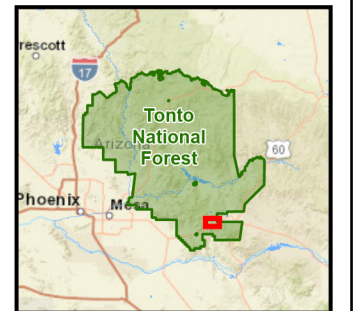 rescott
17
Tonto
National
Forest
Arizona
60
Phoenix
Mesa